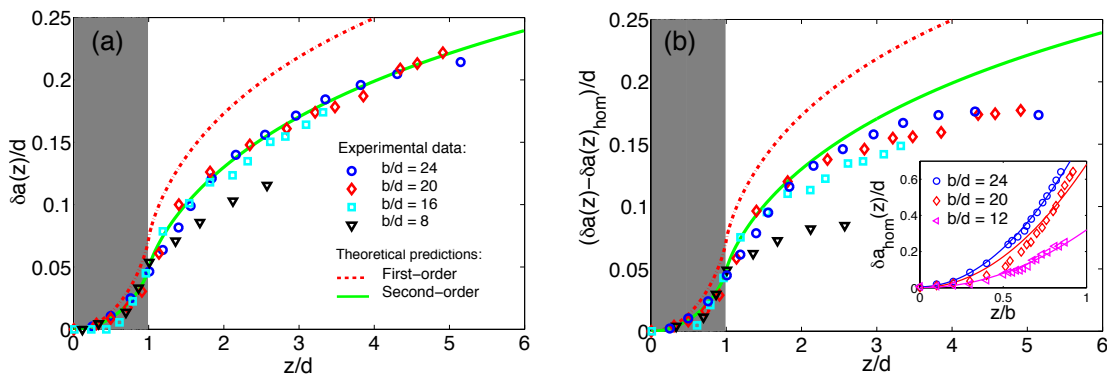 (a)
δa(z)/d
0.25
0.2
0.15
0.1
0.05
0
0 1 2 3 4 5 6
z/d
Experimental data:
b/d = 24
b/d = 20
b/d = 16
b/d = 8
Theoretical predictions:
First−order
Second−order
(b)
(δa(z)−δa(z)hom)/d
0.25
0.2
0.15
0.1
0.05
0
0 1 2 3 4 5 6
z/d
b/d = 24
b/d = 20
b/d = 12
δahom(z)/d
0.6
0.4
0.2
0
0 0.5 1
z/b